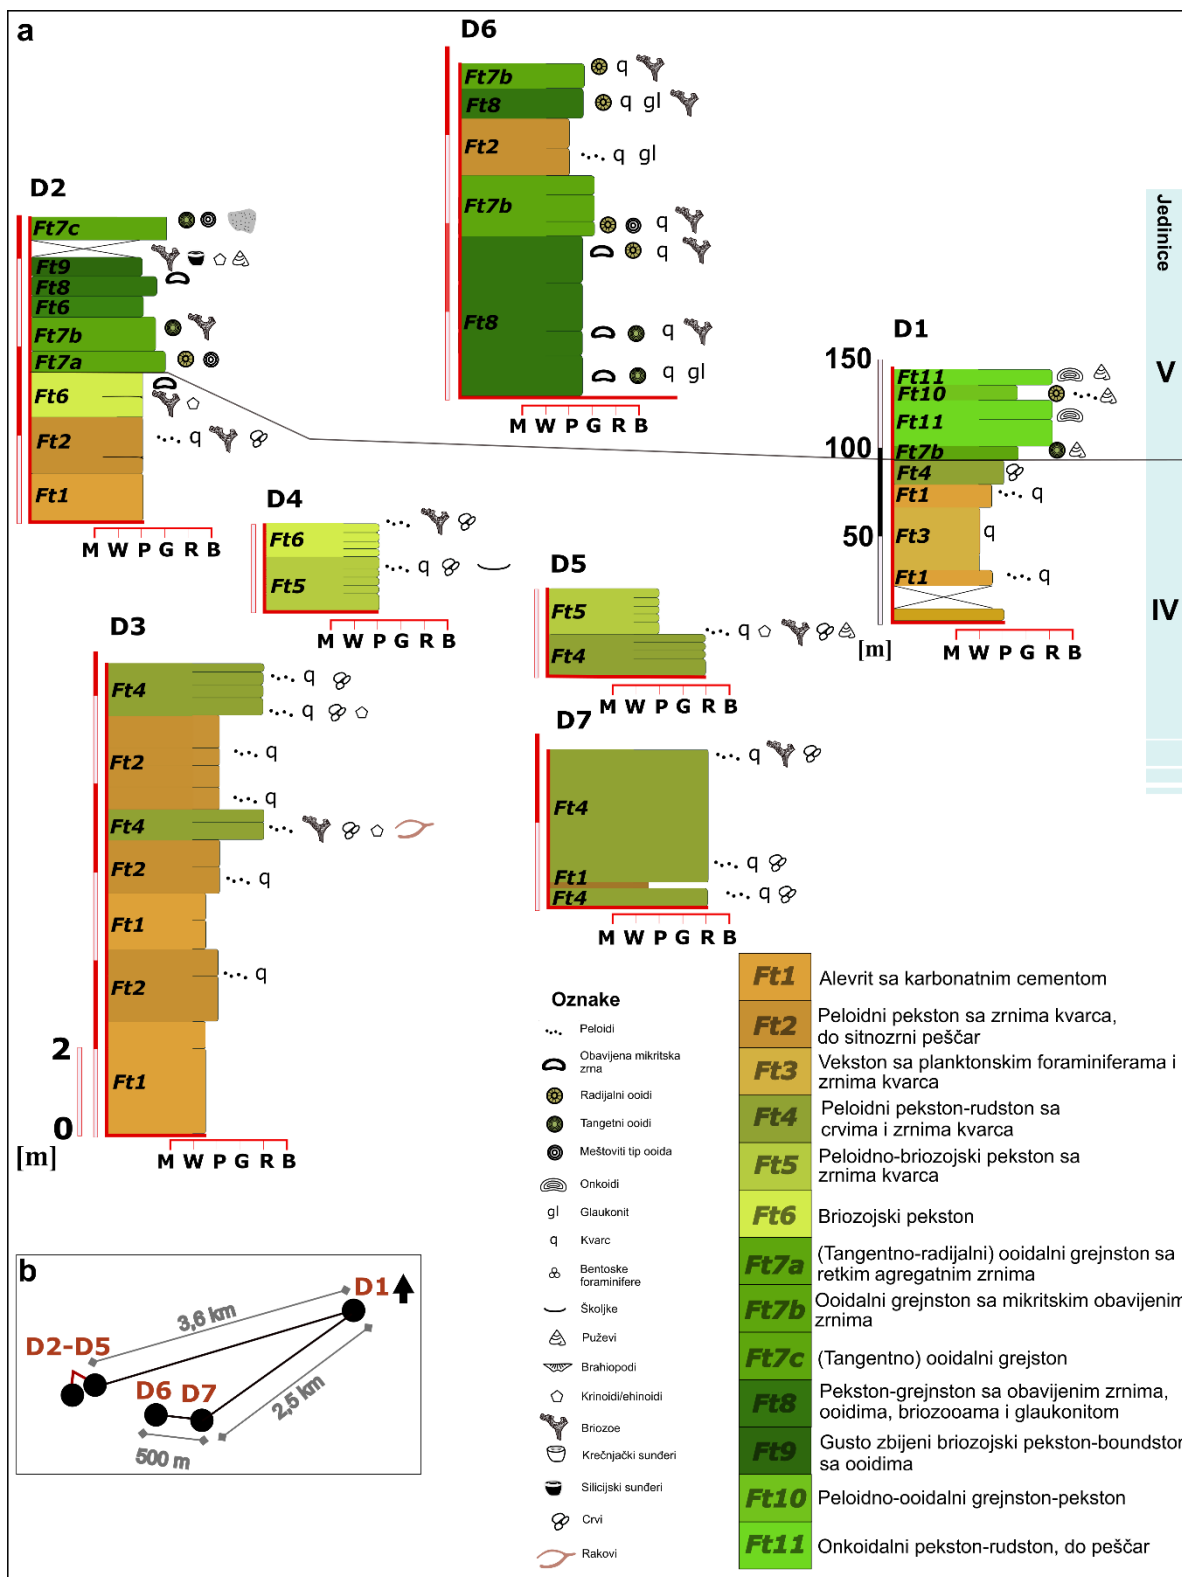 a
D6
Ft7b
q
Ft8
q gl
Ft2
q gl
Ft7b
q
q
Ft8
q
q gl
M W P G R B
D2
Ft7c
Ft9
Ft8
Ft6
Ft7b
Ft7a
Ft6
Ft2
q
Ft1
M W P G R B
Jedinice
V
IV
D1
150
100
50
[m]
Ft11
Ft10
Ft11
Ft7b
Ft4
Ft1
q
Ft3
q
Ft1
q
M W P G R B
D4
Ft6
Ft5
q
M W P G R B
D5
Ft5
q
Ft4
M W P G R B
D3
Ft4
q
q
Ft2
q
q
Ft4
Ft2
q
Ft1
Ft2
q
Ft1
2
0
[m]
M W P G R B
D7
q
Ft4
q
Ft1
Ft4
q
M W P G R B
Oznake
Peloidi
Obavijena mikritska
zrna
Radijalni ooidi
Tangetni ooidi
Meštoviti tip ooida
Onkoidi
gl Glaukonit
q Kvarc
Bentoske
foraminifere
Školjke
Puževi
Brahiopodi
Krinoidi/ehinoidi
Briozoe
Krečnjački sunđeri
Silicijski sunđeri
Crvi
Rakovi
Ft1 Alevrit sa karbonatnim cementom
Ft2 Peloidni pekston sa zrnima kvarca,
do sitnozrni peščar
Ft3 Vekston sa planktonskim foraminiferama i
zrnima kvarca
Ft4 Peloidni pekston-rudston sa
crvima i zrnima kvarca
Ft5 Peloidno-briozojski pekston sa
zrnima kvarca
Ft6 Briozojski pekston
Ft7a (Tangentno-radijalni) ooidalni grejnston sa
retkim agregatnim zrnima
Ft7b Ooidalni grejnston sa mikritskim obavijenim
zrnima
Ft7c (Tangentno) ooidalni grejston
Ft8 Pekston-grejnston sa obavijenim zrnima,
ooidima, briozooama i glaukonitom
Ft9 Gusto zbijeni briozojski pekston-boundston
sa ooidima
Ft10 Peloidno-ooidalni grejnston-pekston
Ft11 Onkoidalni pekston-rudston, do peščar
b
D1
3,6 km
D2-D5
D6 D7
2,5 km
500 m